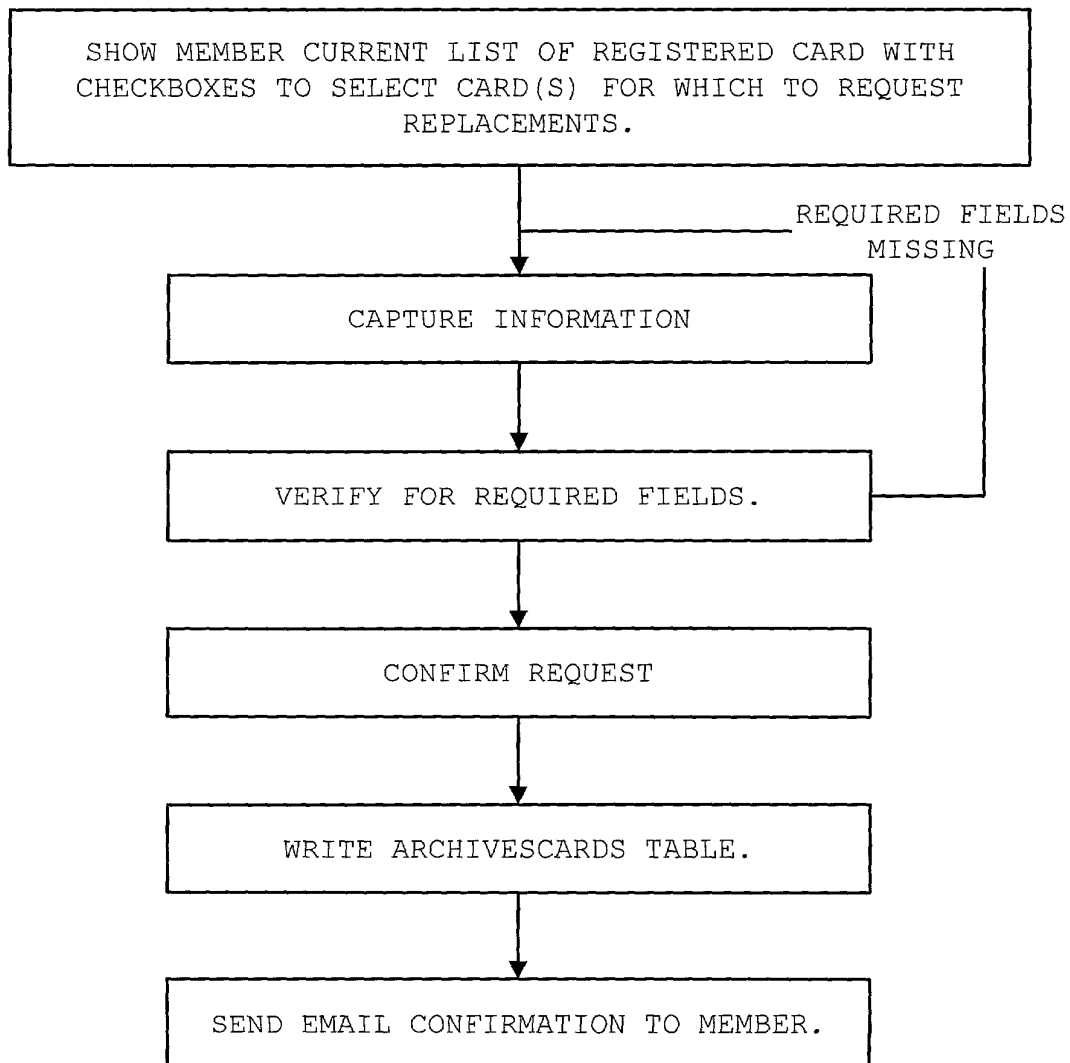 SHOW MEMBER CURRENT LIST OF REGISTERED CARD WITH
CHECKBOXES TO SELECT CARD(S) FOR WHICH TO REQUEST
REPLACEMENTS.
REQUIRED FIELDS
MISSING
CAPTURE INFORMATION
VERIFY FOR REQUIRED FIELDS.
CONFIRM REQUEST
WRITE ARCHIVESCARDS TABLE.
SEND EMAIL CONFIRMATION TO MEMBER.